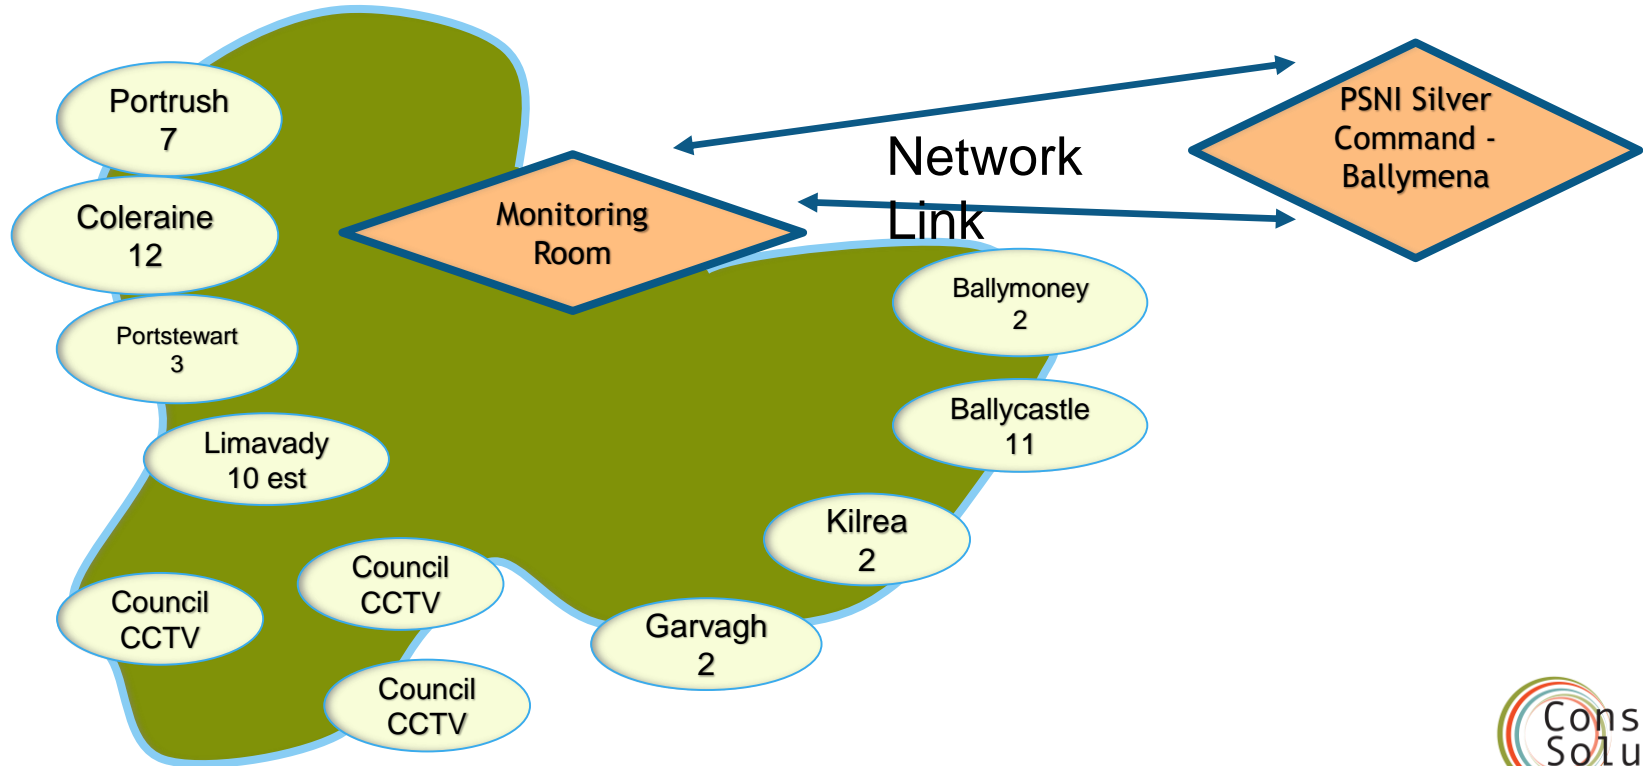 Portrush
7
Coleraine
12
Portstewart
3
Limavady
10 est
Council
CCTV
Council
CCTV
Council
CCTV
Monitoring
Room
Network
Link
PSNI Silver
Command -
Ballymena
Ballymoney
2
Ballycastle
11
Kilrea
2
Garvagh
2
Cons
Solu